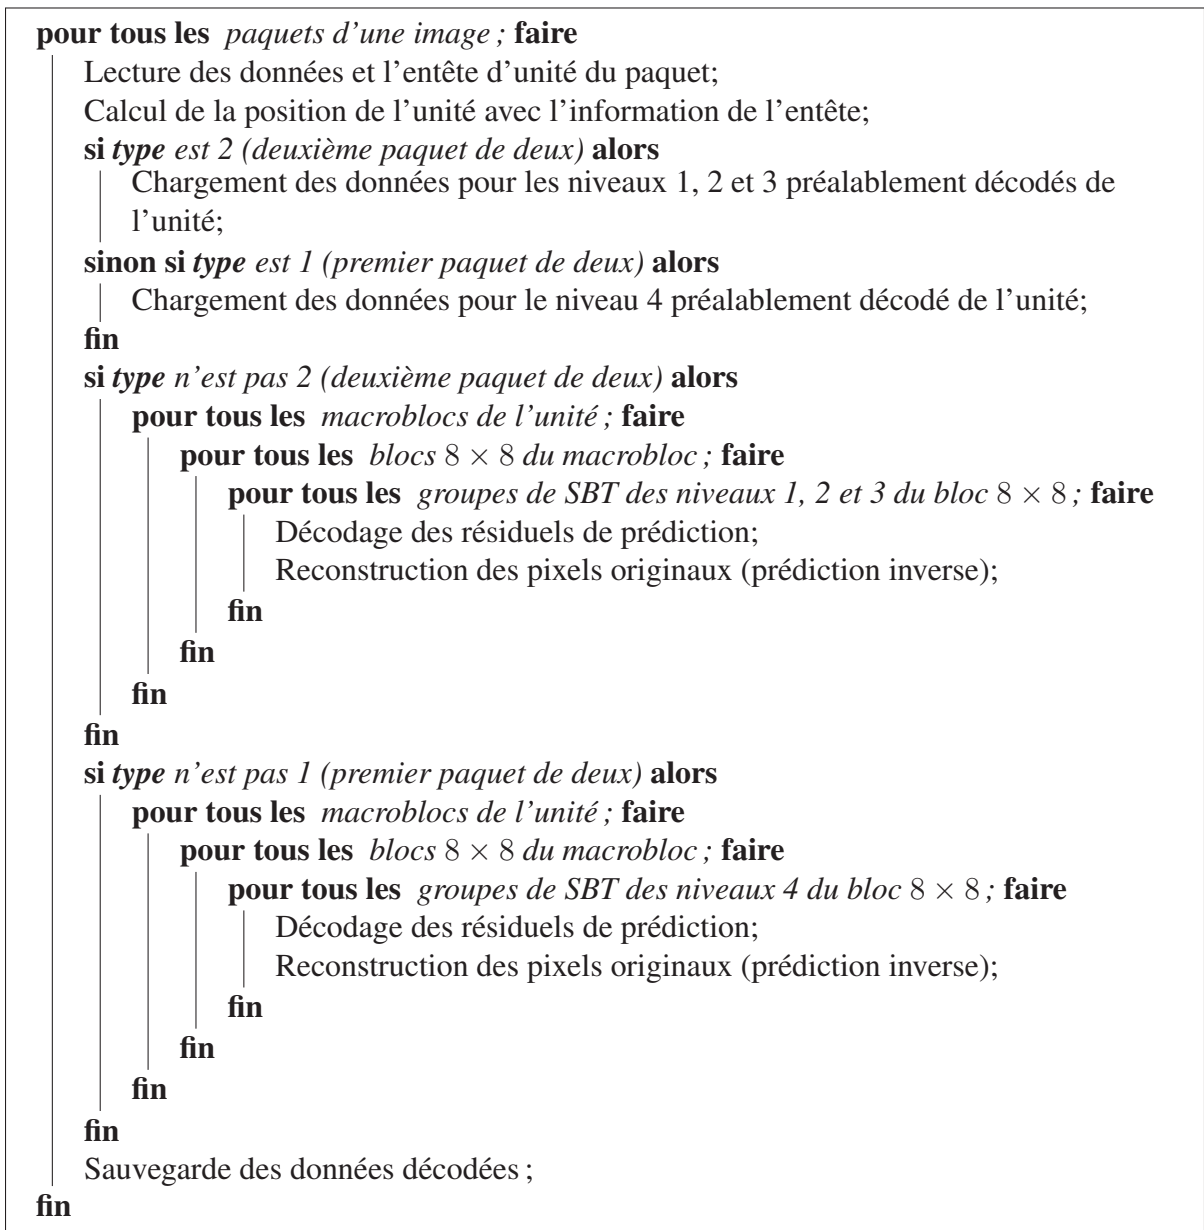 pour tous les paquets d'une image ; faire
Lecture des données et l'entête d'unité du paquet;
Calcul de la position de l'unité avec l'information de l'entête;
si type est 2 (deuxième paquet de deux) alors
Chargement des données pour les niveaux 1, 2 et 3 préalablement décodés de
l'unité;
sinon si type est 1 (premier paquet de deux) alors
Chargement des données pour le niveau 4 préalablement décodé de l'unité;
fin
si type n'est pas 2 (deuxième paquet de deux) alors
pour tous les macroblocs de l'unité ; faire
pour tous les blocs 8 × 8 du macrobloc ; faire
pour tous les groupes de SBT des niveaux 1, 2 et 3 du bloc 8 × 8 ; faire
Décodage des résiduels de prédiction;
Reconstruction des pixels originaux (prédiction inverse);
fin
fin
fin
fin
si type n'est pas 1 (premier paquet de deux) alors
pour tous les macroblocs de l'unité ; faire
pour tous les blocs 8 × 8 du macrobloc ; faire
pour tous les groupes de SBT des niveaux 4 du bloc 8 × 8 ; faire
Décodage des résiduels de prédiction;
Reconstruction des pixels originaux (prédiction inverse);
fin
fin
fin
fin
Sauvegarde des données décodées ;
fin